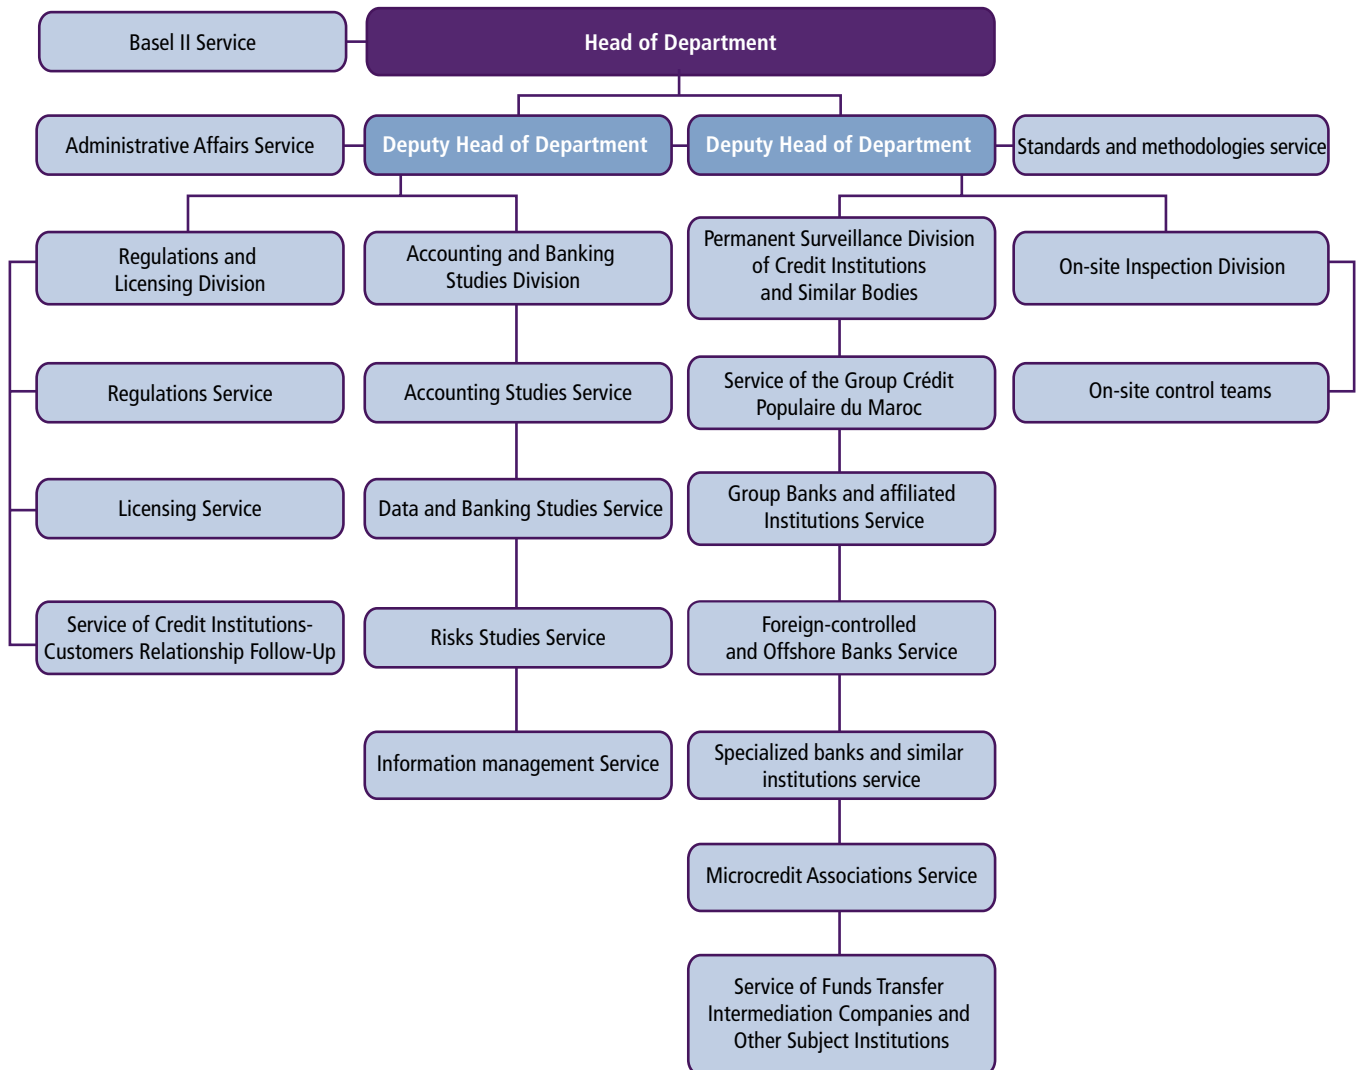 Basel II Service
Head of Department
Administrative Affairs Service
Deputy Head of Department
Deputy Head of Department
Standards and methodologies service
Regulations and
Licensing Division
Accounting and Banking
Studies Division
Permanent Surveillance Division
of Credit Institutions
and Similar Bodies
On-site Inspection Division
Regulations Service
Accounting Studies Service
Service of the Group Crédit
Populaire du Maroc
On-site control teams
Licensing Service
Data and Banking Studies Service
Group Banks and affiliated
Institutions Service
Service of Credit Institutions-
Customers Relationship Follow-Up
Risks Studies Service
Foreign-controlled
and Offshore Banks Service
Information management Service
Specialized banks and similar
institutions service
Microcredit Associations Service
Service of Funds Transfer
Intermediation Companies and
Other Subject Institutions